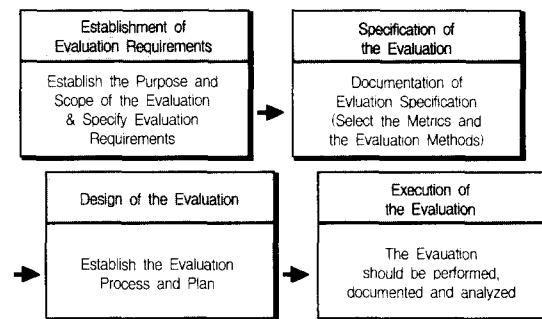 Establishment of
Evaluation Requirements
Establish the Purpose and
Scope of the Evaluation
& Specify Evaluation
Requirements
Specification of
the Evaluation
Documentation of
Evluation Specification
(Select the Metrics and
the Evaluation Methods)
Design of the Evaluation
Establish the Evaluation
Process and Plan
Execution of
the Evaluation
The Evauation
should be performed,
documented and analyzed